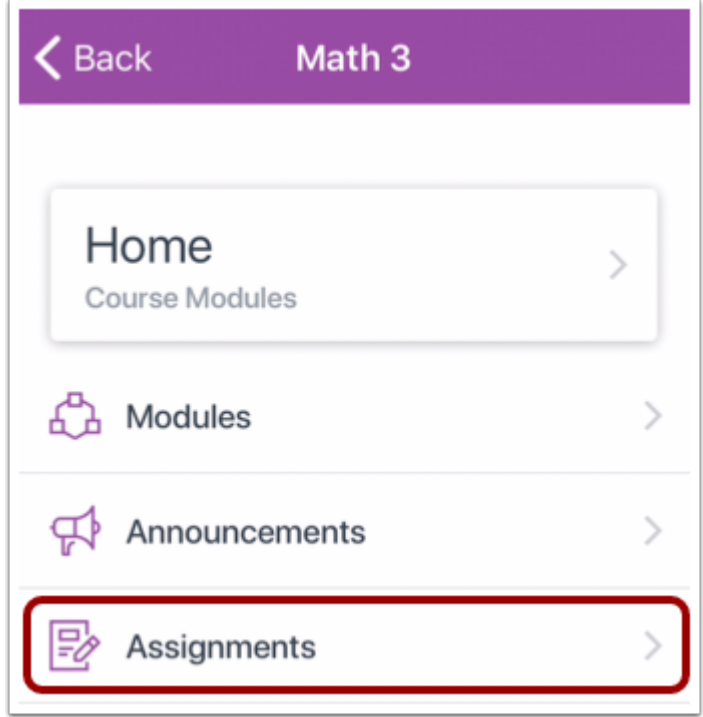 Back Math 3
Home
Course Modules
Modules
Announcements
Assignments